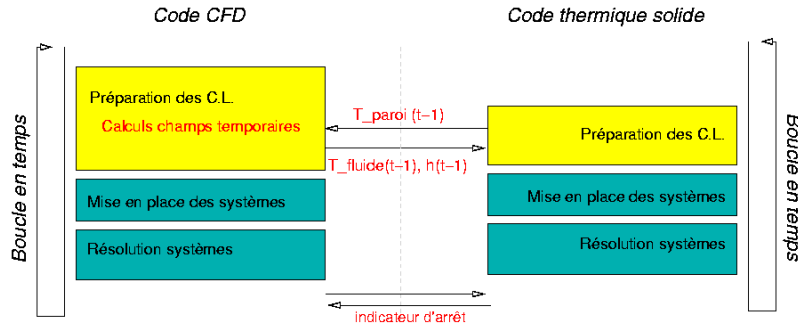 Code CFD
Code thermique solide
Boucle en temps
Préparation des C.L.
Calculs champs temporaires
T_paroi (t-1)
T_fluide(t-1), h(t-1)
Préparation des C.L.
Mise en place des systèmes
Mise en place des systèmes
Résolution systèmes
Résolution systèmes
indicateur d'arrêt
Boucle en temps